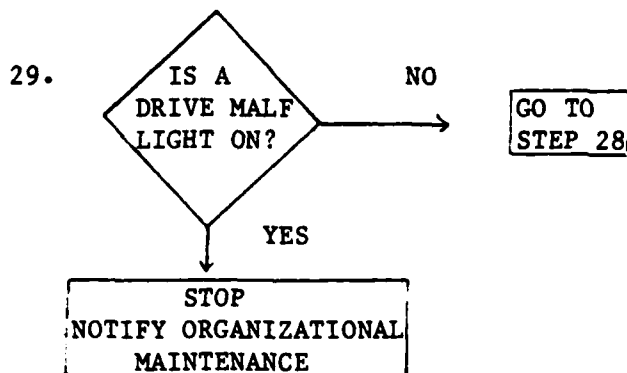 29.
IS A
DRIVE MALF
LIGHT ON?
NO
GO TO
STEP 28
YES
STOP
NOTIFY ORGANIZATIONAL
MAINTENANCE